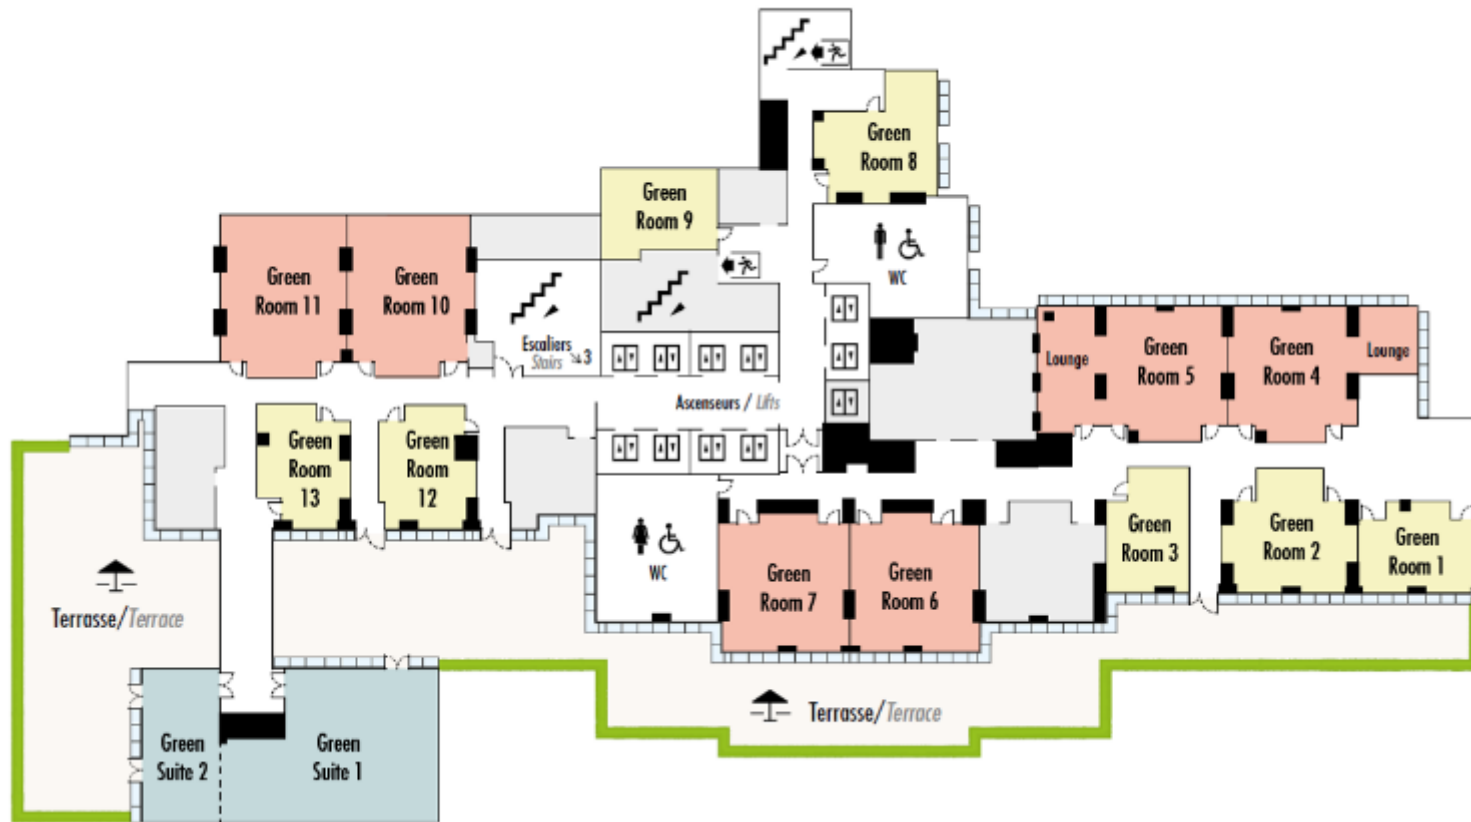 Green
Room 8
Green
Room 9
WC
Green
Room 11
Green
Room 10
Escaliers
Stairs ↘3
Ascenseurs / Lifts
Lounge
Green
Room 5
Green
Room 4
Lounge
Green
Room
13
Green
Room
12
Green
Room 3
Green
Room 2
Green
Room 1
WC
Green
Room 7
Green
Room 6
Terrasse/Terrace
Terrasse/Terrace
Green
Suite 2
Green
Suite 1